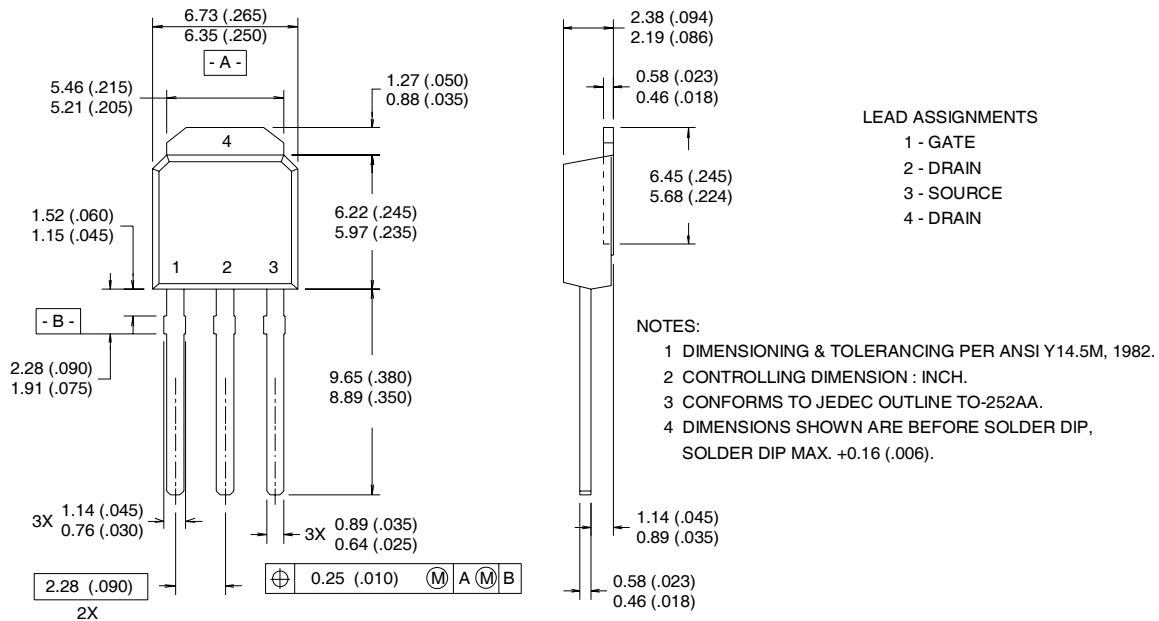 6.73 (.265)
6.35 (.250)
- A -
5.46 (.215)
5.21 (.205)
1.27 (.050)
0.88 (.035)
4
1.52 (.060)
1.15 (.045)
6.22 (.245)
5.97 (.235)
1 2 3
- B -
2.28 (.090)
1.91 (.075)
9.65 (.380)
8.89 (.350)
3X 1.14 (.045)
0.76 (.030)
3X 0.89 (.035)
0.64 (.025)
2.28 (.090)
2X
⌖ 0.25 (.010) Ⓜ A Ⓜ B
2.38 (.094)
2.19 (.086)
0.58 (.023)
0.46 (.018)
6.45 (.245)
5.68 (.224)
1.14 (.045)
0.89 (.035)
0.58 (.023)
0.46 (.018)
LEAD ASSIGNMENTS
1 - GATE
2 - DRAIN
3 - SOURCE
4 - DRAIN
NOTES:
1 DIMENSIONING & TOLERANCING PER ANSI Y14.5M, 1982.
2 CONTROLLING DIMENSION : INCH.
3 CONFORMS TO JEDEC OUTLINE TO-252AA.
4 DIMENSIONS SHOWN ARE BEFORE SOLDER DIP,
SOLDER DIP MAX. +0.16 (.006).